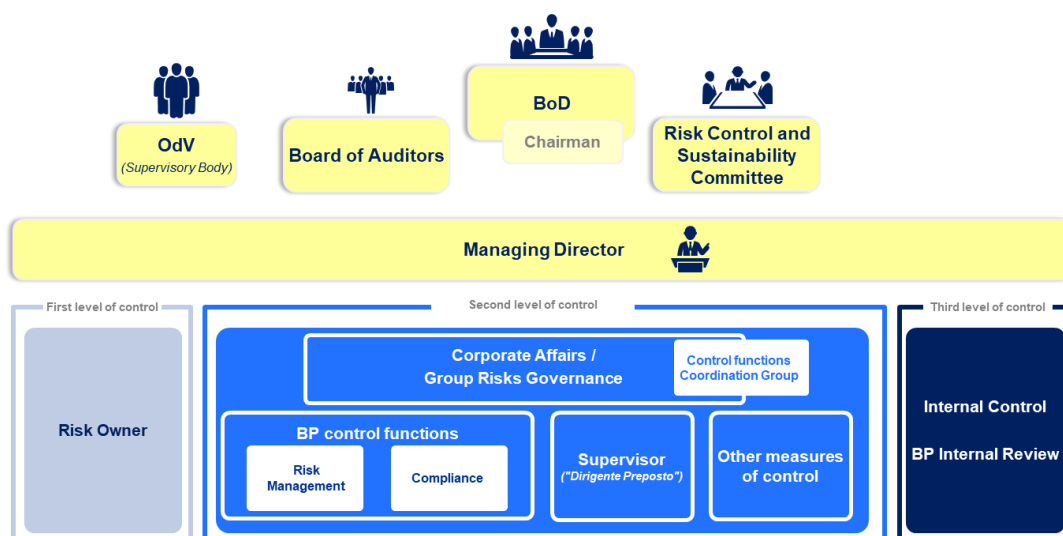 BoD
Chairman
OdV
(Supervisory Body)
Board of Auditors
Risk Control and
Sustainability
Committee
Managing Director
First level of control
Second level of control
Third level of control
Risk Owner
Corporate Affairs /
Group Risks Governance
Control functions
Coordination Group
BP control functions
Risk
Management
Compliance
Supervisor
("Dirigente Preposto")
Other measures
of control
Internal Control
BP Internal Review